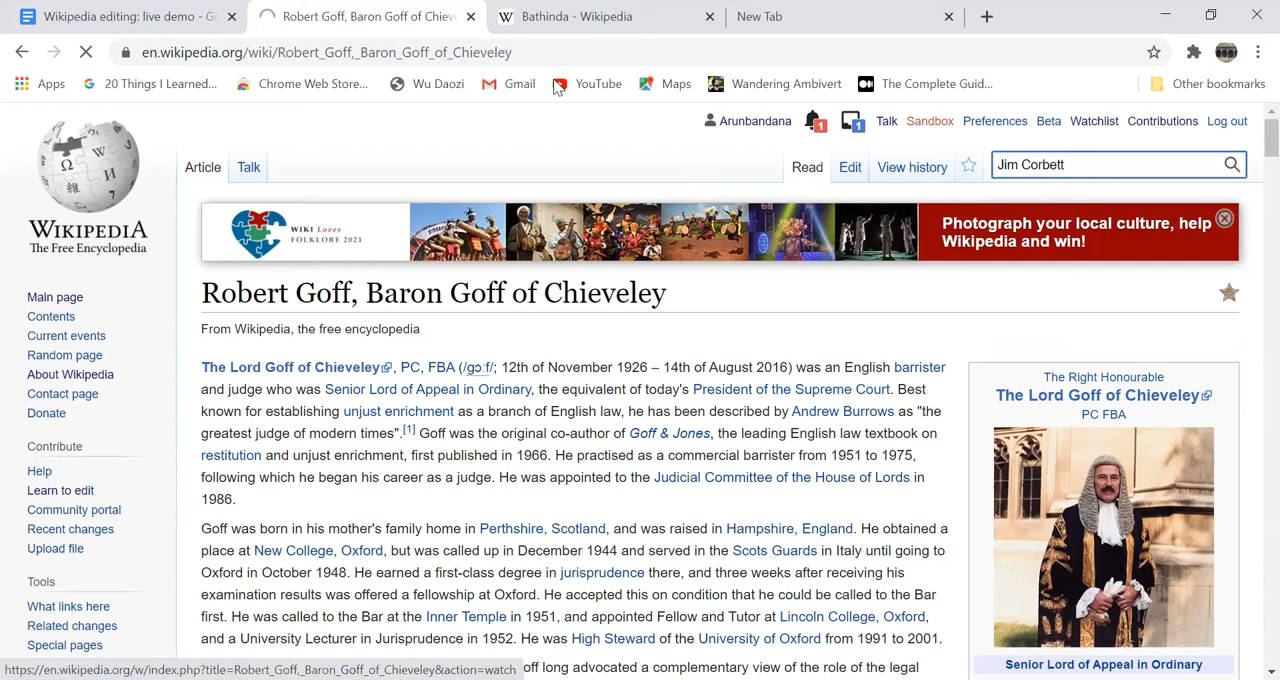 Wikipedia editing: live demo - Go
Robert Goff, Baron Goff of Chieve
Bathinda - Wikipedia
New Tab
en.wikipedia.org/wiki/Robert_Goff,_Baron_Goff_of_Chieveley
Apps
20 Things I Learned...
Chrome Web Store...
Wu Daozi
Gmail
YouTube
Maps
Wandering Ambivert
The Complete Guid...
Other bookmarks
Arunbandana
1
1
Talk
Sandbox
Preferences
Beta
Watchlist
Contributions
Log out
Article
Talk
Read
Edit
View history
Jim Corbett
WIKIPEDIA
The Free Encyclopedia
WIKI LOVES
FOLKLORE 2021
Photograph your local culture, help
Wikipedia and win!
Main page
Contents
Current events
Random page
About Wikipedia
Contact page
Donate
Contribute
Help
Learn to edit
Community portal
Recent changes
Upload file
Tools
What links here
Related changes
Special pages
Robert Goff, Baron Goff of Chieveley
From Wikipedia, the free encyclopedia
The Lord Goff of Chieveley, PC, FBA (/ɡɔːf/; 12th of November 1926 – 14th of August 2016) was an English barrister
and judge who was Senior Lord of Appeal in Ordinary, the equivalent of today's President of the Supreme Court. Best
known for establishing unjust enrichment as a branch of English law, he has been described by Andrew Burrows as "the
greatest judge of modern times".[1] Goff was the original co-author of Goff & Jones, the leading English law textbook on
restitution and unjust enrichment, first published in 1966. He practised as a commercial barrister from 1951 to 1975,
following which he began his career as a judge. He was appointed to the Judicial Committee of the House of Lords in
1986.
Goff was born in his mother's family home in Perthshire, Scotland, and was raised in Hampshire, England. He obtained a
place at New College, Oxford, but was called up in December 1944 and served in the Scots Guards in Italy until going to
Oxford in October 1948. He earned a first-class degree in jurisprudence there, and three weeks after receiving his
examination results was offered a fellowship at Oxford. He accepted this on condition that he could be called to the Bar
first. He was called to the Bar at the Inner Temple in 1951, and appointed Fellow and Tutor at Lincoln College, Oxford,
and a University Lecturer in Jurisprudence in 1952. He was High Steward of the University of Oxford from 1991 to 2001.
off long advocated a complementary view of the role of the legal
The Right Honourable
The Lord Goff of Chieveley
PC FBA
Senior Lord of Appeal in Ordinary
https://en.wikipedia.org/w/index.php?title=Robert_Goff,_Baron_Goff_of_Chieveley&action=watch